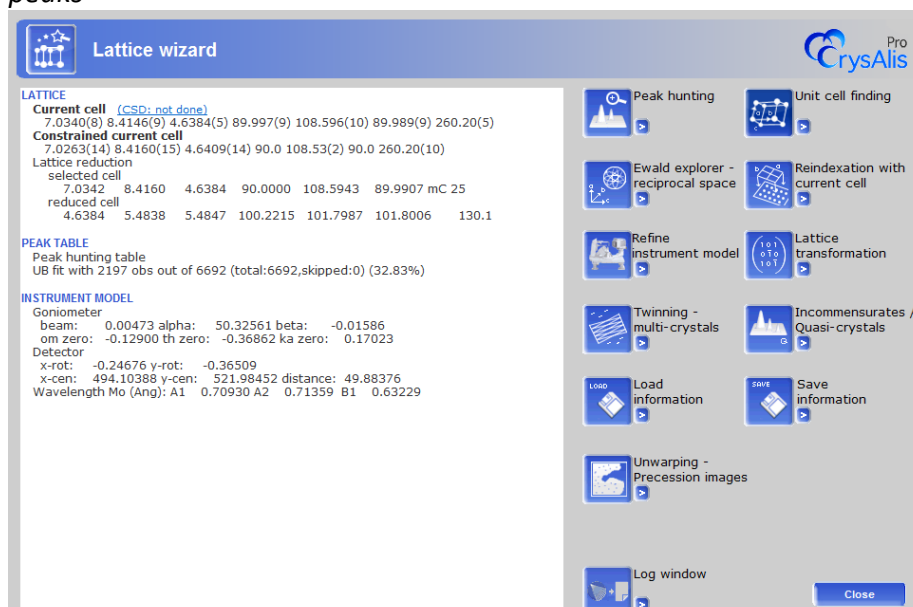 peaks
Lattice wizard
CrysAlis Pro
LATTICE
Current cell (CSD: not done)
7.0340(8) 8.4146(9) 4.6384(5) 89.997(9) 108.596(10) 89.989(9) 260.20(5)
Constrained current cell
7.0263(14) 8.4160(15) 4.6409(14) 90.0 108.53(2) 90.0 260.20(10)
Lattice reduction
selected cell
7.0342 8.4160 4.6384 90.0000 108.5943 89.9907 mC 25
reduced cell
4.6384 5.4838 5.4847 100.2215 101.7987 101.8006 130.1
PEAK TABLE
Peak hunting table
UB fit with 2197 obs out of 6692 (total:6692,skipped:0) (32.83%)
INSTRUMENT MODEL
Goniometer
beam: 0.00473 alpha: 50.32561 beta: -0.01586
om zero: -0.12900 th zero: -0.36862 ka zero: 0.17023
Detector
x-rot: -0.24676 y-rot: -0.36509
x-cen: 494.10388 y-cen: 521.98452 distance: 49.88376
Wavelength Mo (Ang): A1 0.70930 A2 0.71359 B1 0.63229
Peak hunting
Unit cell finding
Ewald explorer -
reciprocal space
Reindexation with
current cell
Refine
instrument model
Lattice
transformation
Twinning -
multi-crystals
Incommensurates /
Quasi-crystals
LOAD
Load
information
SAVE
Save
information
Unwarping -
Precession images
Log window
Close